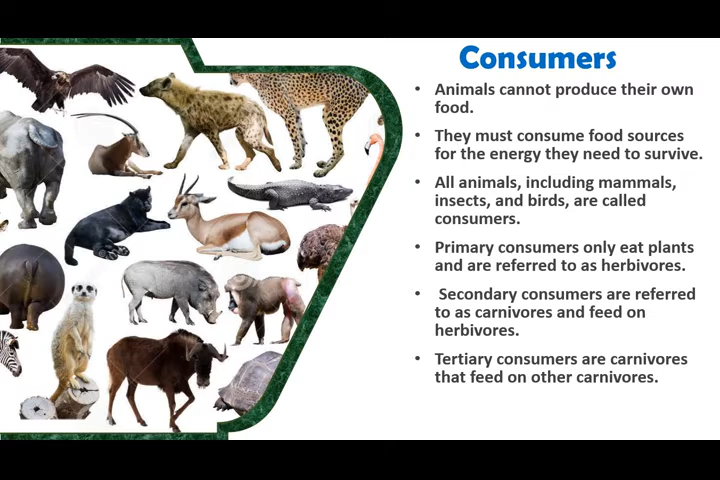 Consumers
• Animals cannot produce their own
food.
• They must consume food sources
for the energy they need to survive.
• All animals, including mammals,
insects, and birds, are called
consumers.
• Primary consumers only eat plants
and are referred to as herbivores.
• Secondary consumers are referred
to as carnivores and feed on
herbivores.
• Tertiary consumers are carnivores
that feed on other carnivores.